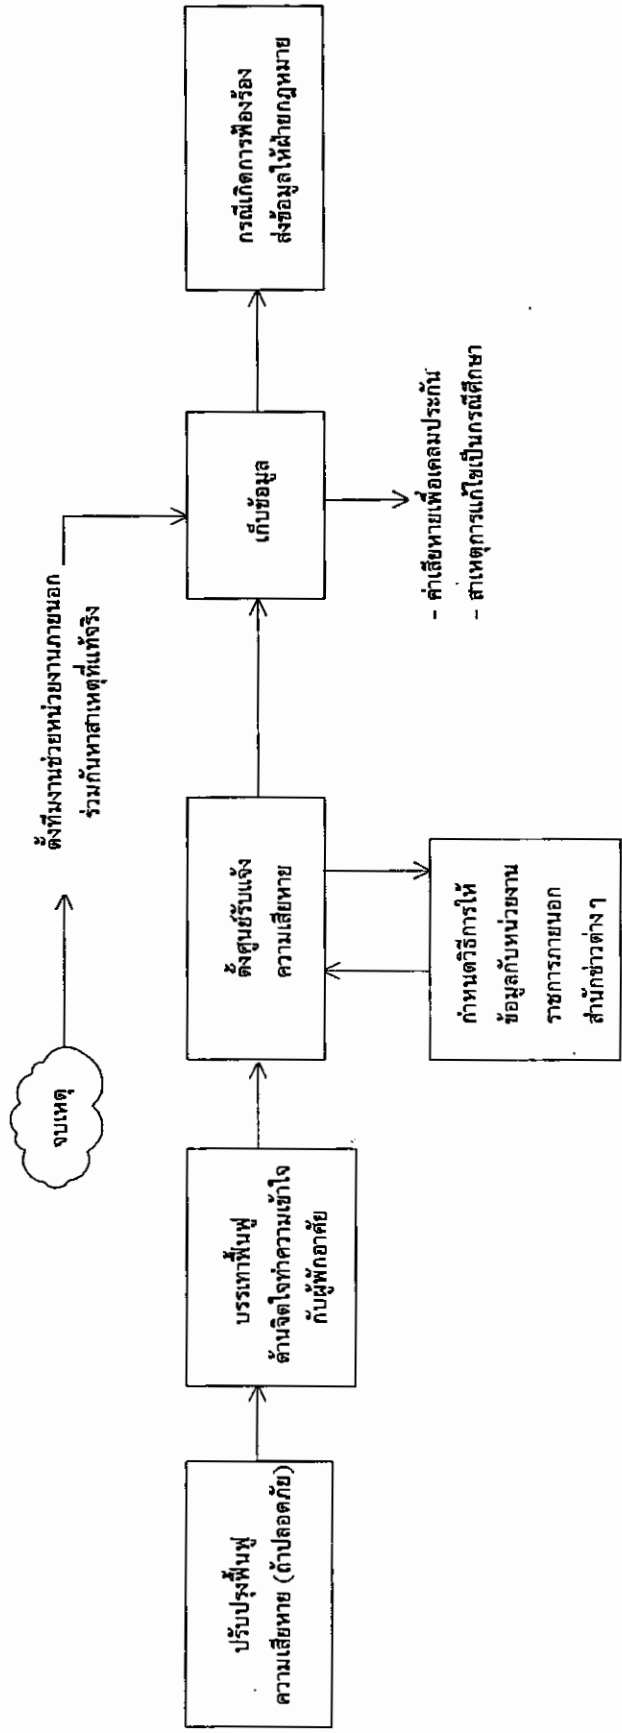 จบเหตุ
ตั้งทีมงานช่วยหน่วยงานภายนอก
ร่วมกันหาสาเหตุที่แท้จริง
ปรับปรุงฟื้นฟู
ความเสียหาย (ถ้าปลอดภัย)
บรรเทาฟื้นฟู
ด้านจิตใจทำความเข้าใจ
กับผู้พักอาศัย
ตั้งศูนย์รับแจ้ง
ความเสียหาย
เก็บข้อมูล
กรณีเกิดการฟ้องร้อง
ส่งข้อมูลให้ฝ่ายกฎหมาย
กำหนดวิธีการให้
ข้อมูลกับหน่วยงาน
ราชการภายนอก
สำนักข่าวต่าง ๆ
- ค่าเสียหายเพื่อเคลมประกัน
- สาเหตุการแก้ไขเป็นกรณีศึกษา